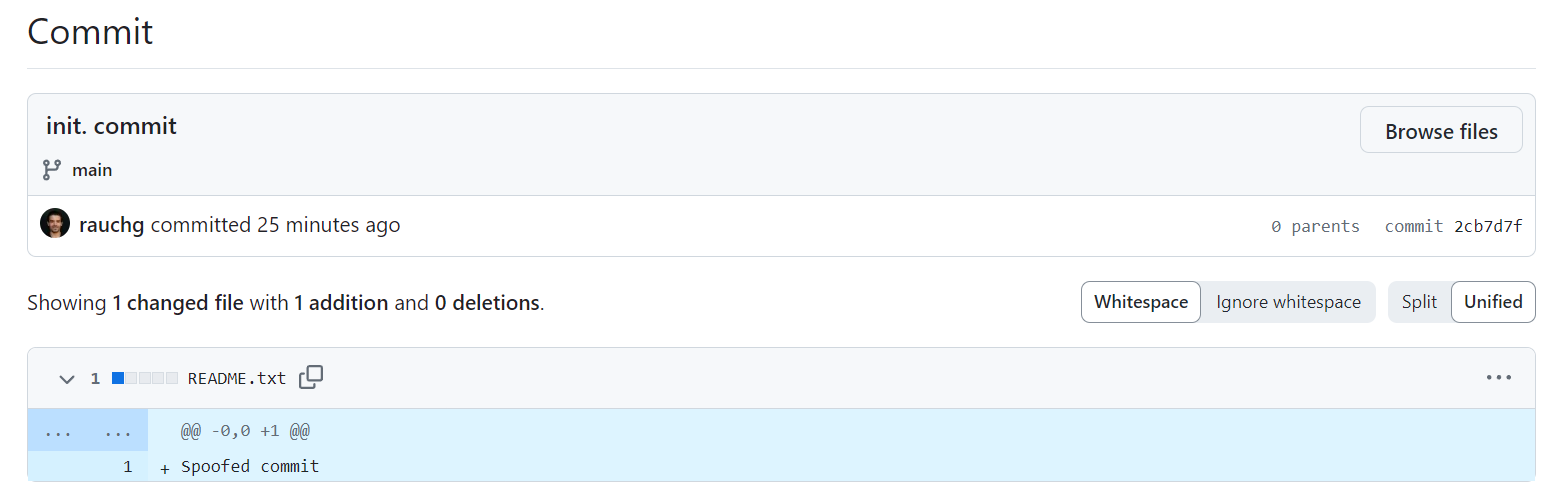 Commit
init. commit
Browse files
main
rauchg committed 25 minutes ago
0 parents commit 2cb7d7f
Showing 1 changed file with 1 addition and 0 deletions.
Whitespace Ignore whitespace Split Unified
1 README.txt
... ... @@ -0,0 +1 @@
1 + Spoofed commit